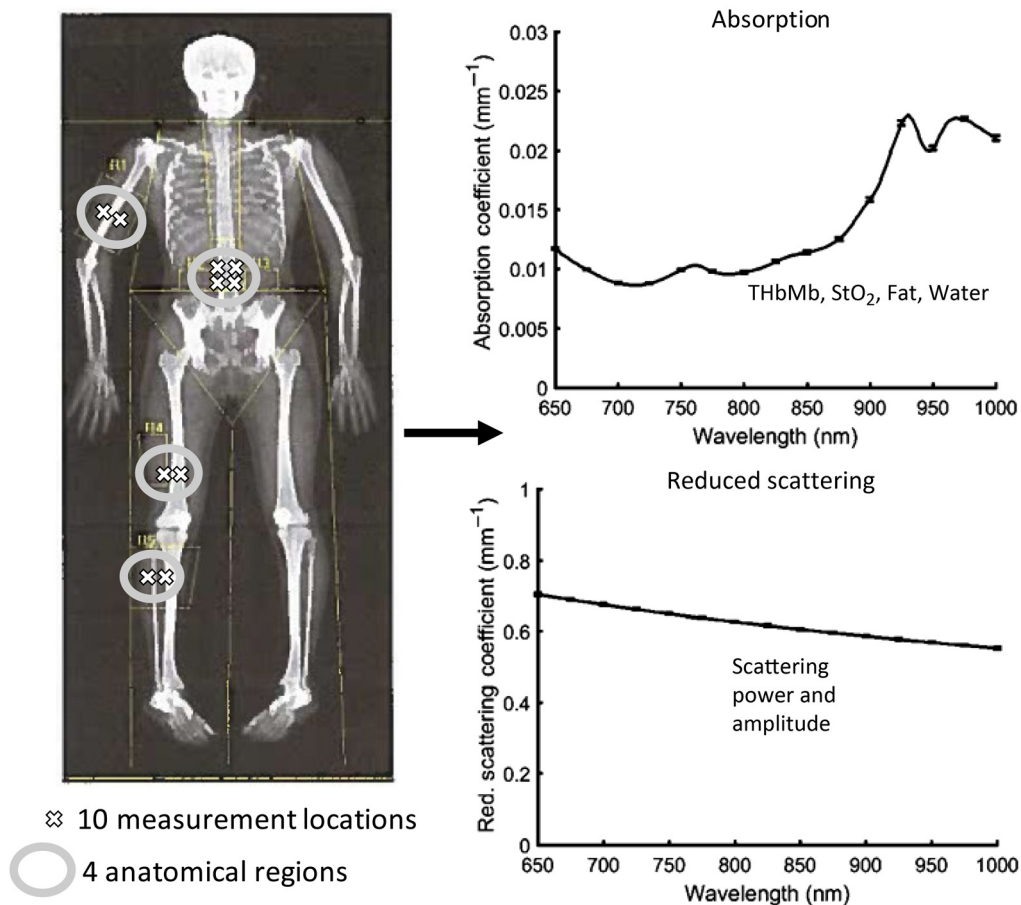 R1
R4
R5
✖ 10 measurement locations
4 anatomical regions
Absorption
Absorption coefficient (mm⁻¹)
0.03
0.025
0.02
0.015
0.01
0.005
0
THbMb, StO₂, Fat, Water
650 700 750 800 850 900 950 1000
Wavelength (nm)
Reduced scattering
Red. scattering coefficient (mm⁻¹)
1
0.8
0.6
0.4
0.2
0
Scattering
power and
amplitude
650 700 750 800 850 900 950 1000
Wavelength (nm)